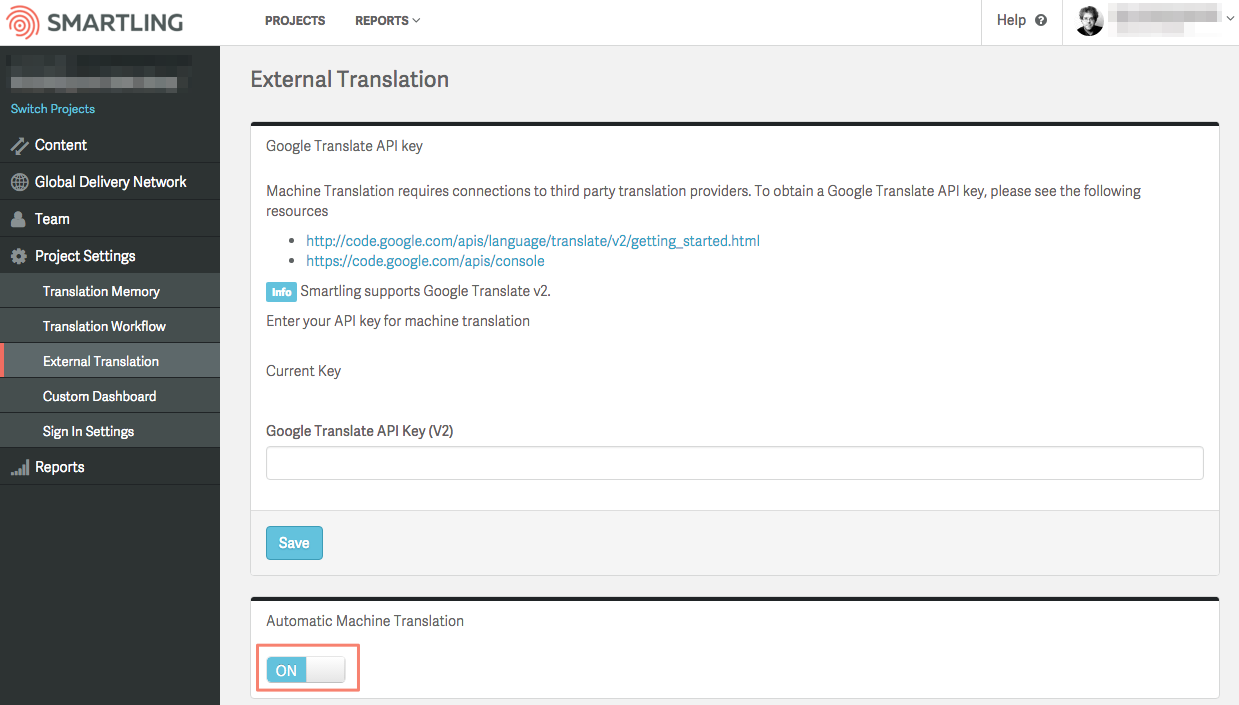 SMARTLING
PROJECTS
REPORTS
Help
Switch Projects
Content
Global Delivery Network
Team
Project Settings
Translation Memory
Translation Workflow
External Translation
Custom Dashboard
Sign In Settings
Reports
External Translation
Google Translate API key
Machine Translation requires connections to third party translation providers. To obtain a Google Translate API key, please see the following
resources
http://code.google.com/apis/language/translate/v2/getting_started.html
https://code.google.com/apis/console
Info Smartling supports Google Translate v2.
Enter your API key for machine translation
Current Key
Google Translate API Key (V2)
Save
Automatic Machine Translation
ON